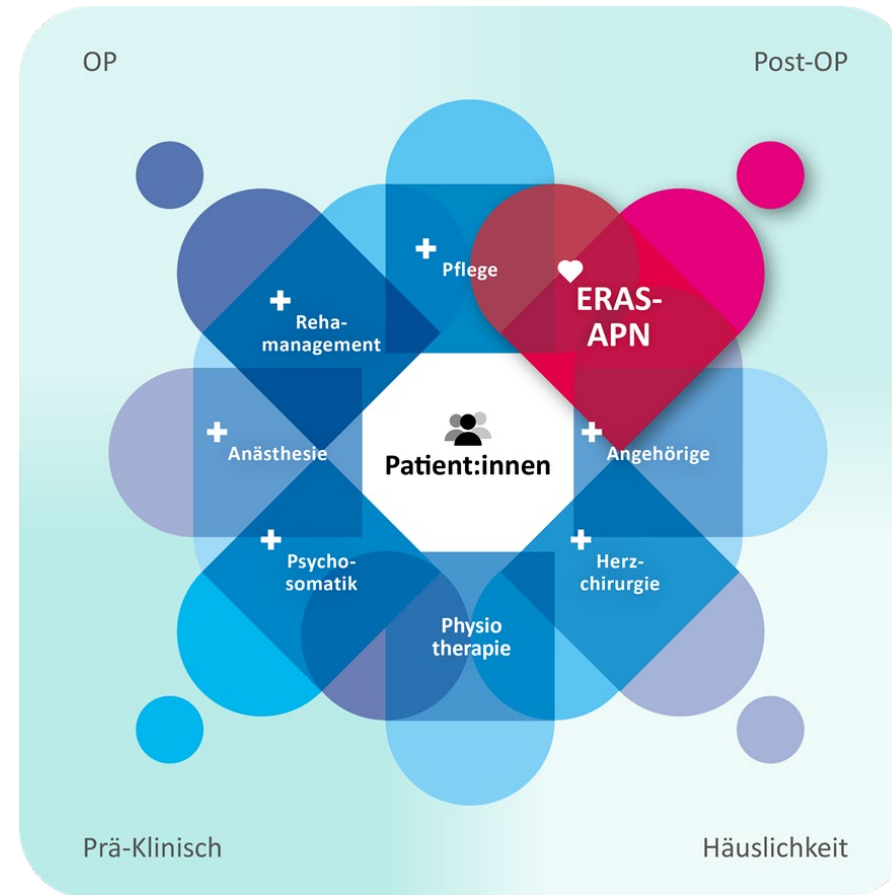 OP
Post-OP
Pflege
ERAS-
APN
Reha-
management
Anästhesie
Patient:innen
Angehörige
Psycho-
somatik
Herz-
chirurgie
Physio
therapie
Prä-Klinisch
Häuslichkeit